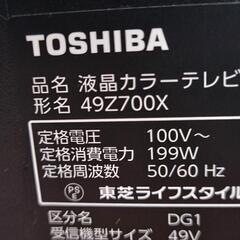 TOSHIBA
品名 液晶カラーテレビ
形名 49Z700X
定格電圧 100V～
定格消費電力 199W
定格周波数 50/60 Hz
PS E 東芝ライフスタイル
区分名 DG1
受信機型サイズ 49V